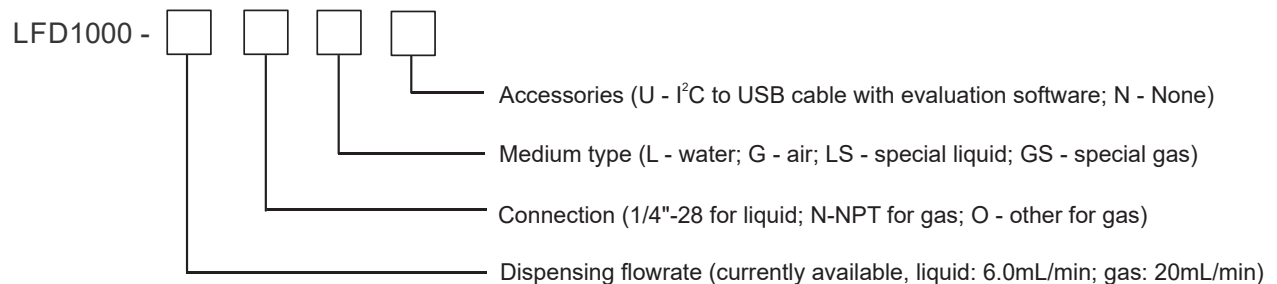 LFD1000 -
Accessories (U - I²C to USB cable with evaluation software; N - None)
Medium type (L - water; G - air; LS - special liquid; GS - special gas)
Connection (1/4"-28 for liquid; N-NPT for gas; O - other for gas)
Dispensing flowrate (currently available, liquid: 6.0mL/min; gas: 20mL/min)